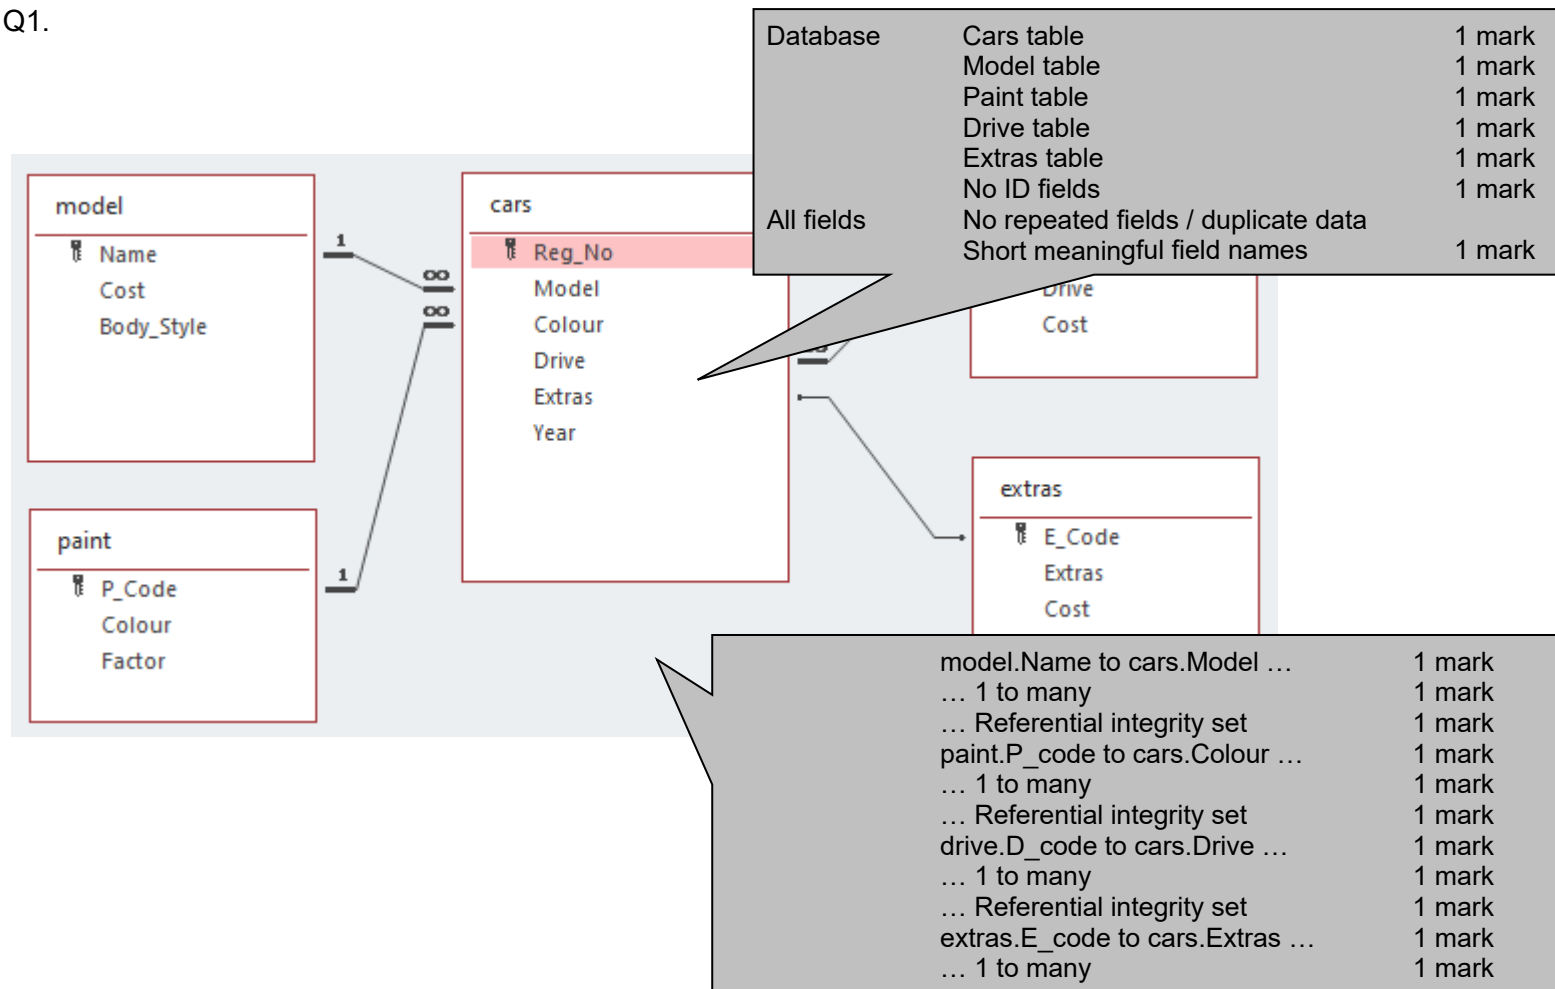 Q1.
Database Cars table 1 mark
Model table 1 mark
Paint table 1 mark
Drive table 1 mark
Extras table 1 mark
No ID fields 1 mark
All fields No repeated fields / duplicate data
Short meaningful field names 1 mark
model
Name
Cost
Body_Style
1
∞
∞
cars
Reg_No
Model
Colour
Drive
Extras
Year
Drive
Cost
paint
P_Code
Colour
Factor
1
extras
E_Code
Extras
Cost
model.Name to cars.Model … 1 mark
… 1 to many 1 mark
… Referential integrity set 1 mark
paint.P_code to cars.Colour … 1 mark
… 1 to many 1 mark
… Referential integrity set 1 mark
drive.D_code to cars.Drive … 1 mark
… 1 to many 1 mark
… Referential integrity set 1 mark
extras.E_code to cars.Extras … 1 mark
… 1 to many 1 mark